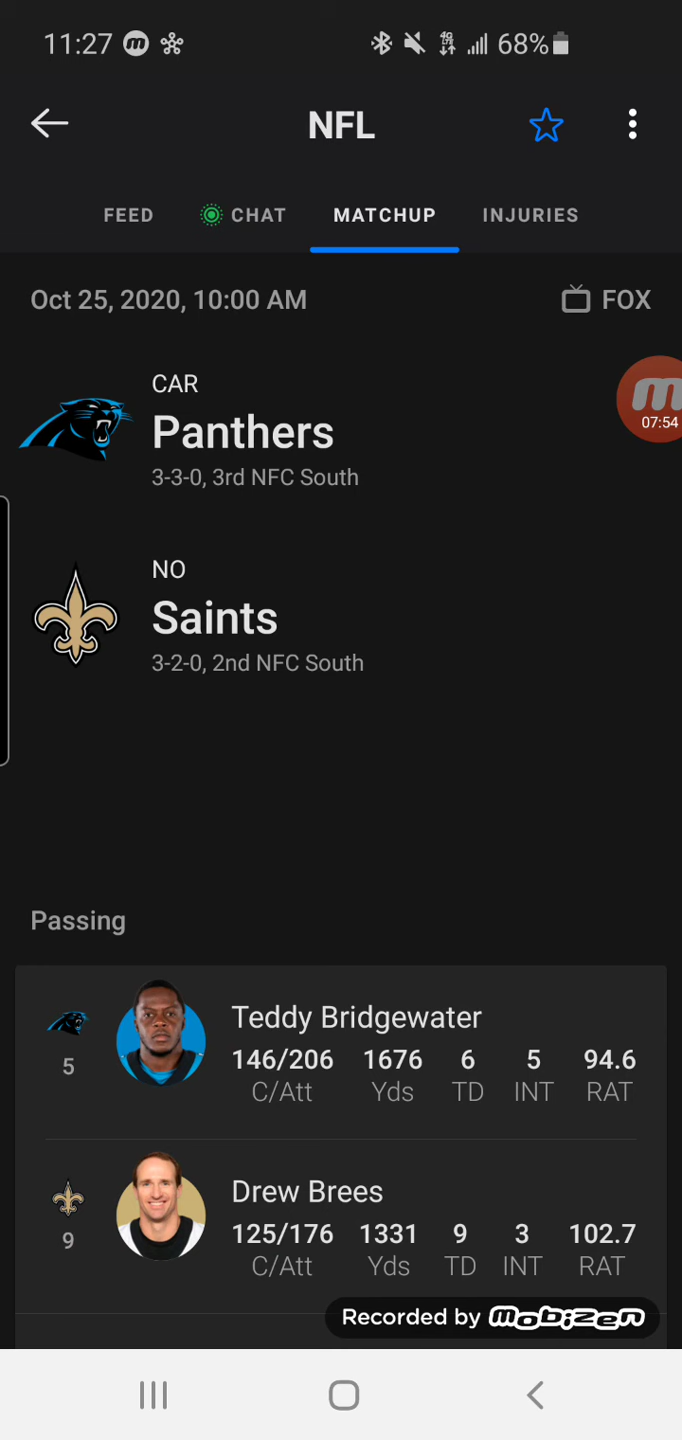 11:27 68%
NFL
FEED CHAT MATCHUP INJURIES
Oct 25, 2020, 10:00 AM FOX
CAR
Panthers
3-3-0, 3rd NFC South
07:54
NO
Saints
3-2-0, 2nd NFC South
Passing
Teddy Bridgewater
5 146/206 1676 6 5 94.6
C/Att Yds TD INT RAT
Drew Brees
9 125/176 1331 9 3 102.7
C/Att Yds TD INT RAT
Recorded by mobizen